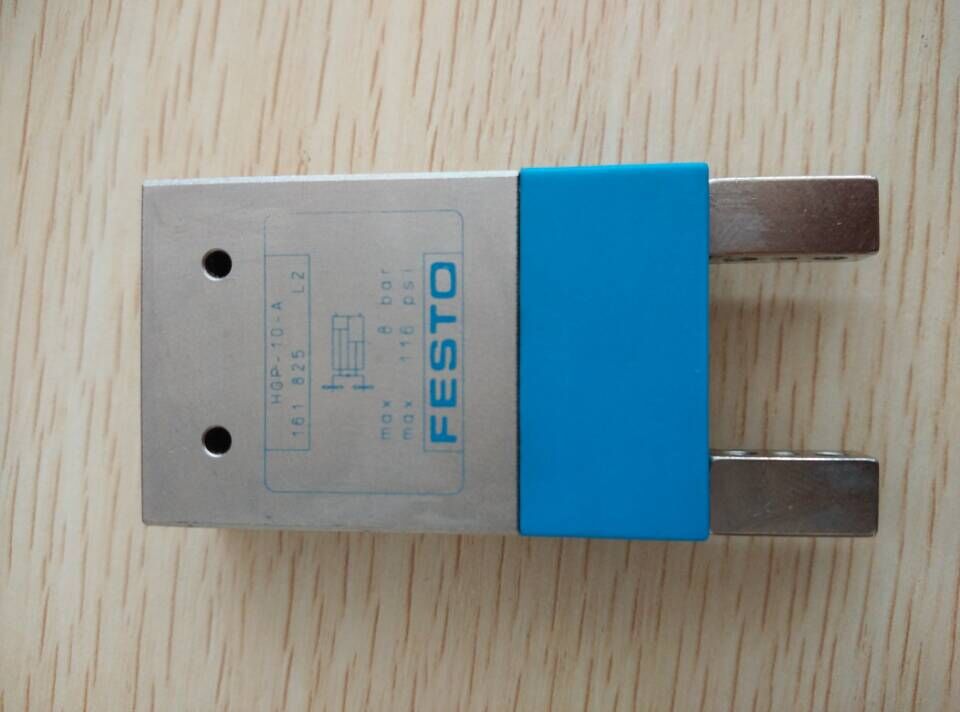 HGP-10-A
161 825 L2
max 8 bar
max 116 psi
FESTO